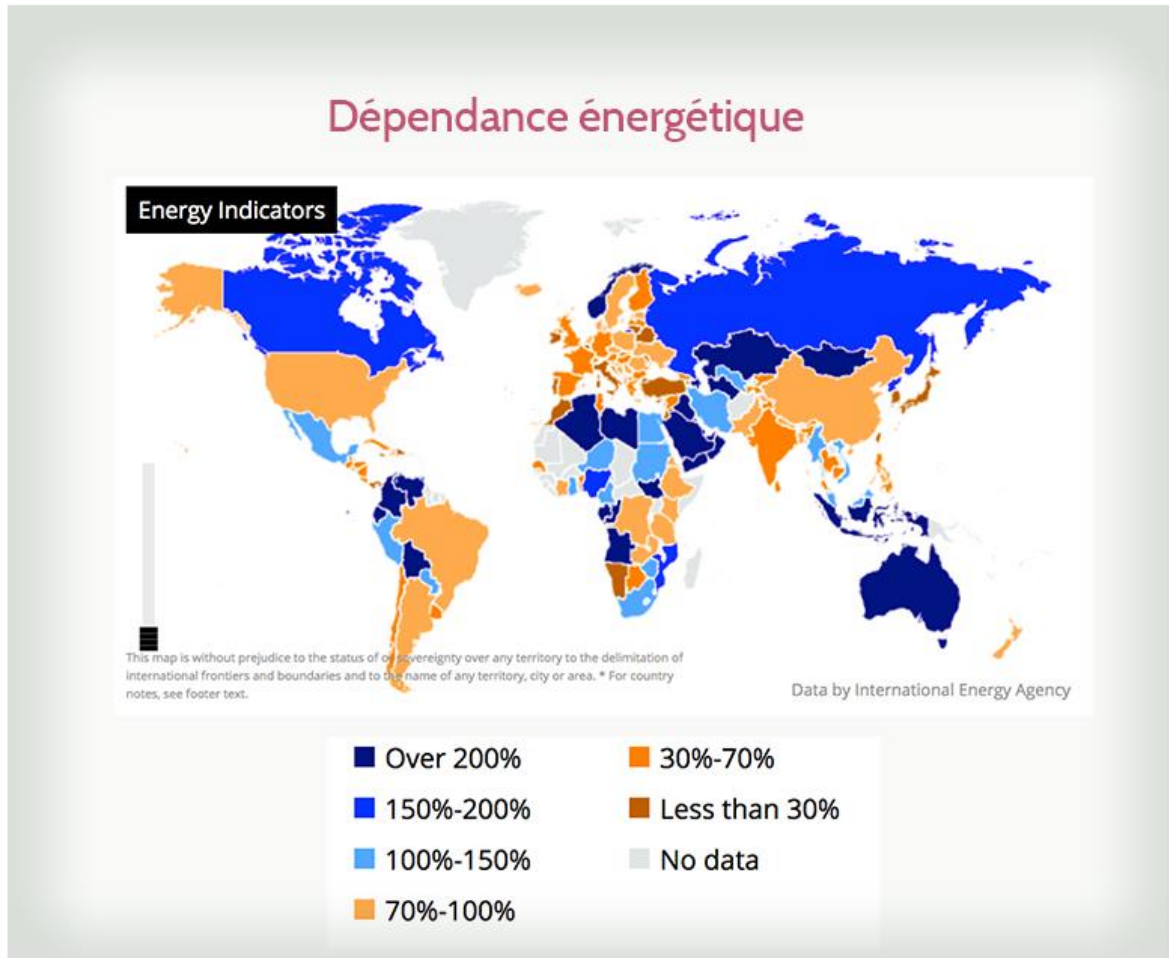 Dépendance énergétique
Energy Indicators
This map is without prejudice to the status of or sovereignty over any territory to the delimitation of
international frontiers and boundaries and to the name of any territory, city or area. * For country
notes, see footer text.
Data by International Energy Agency
Over 200%
150%-200%
100%-150%
70%-100%
30%-70%
Less than 30%
No data